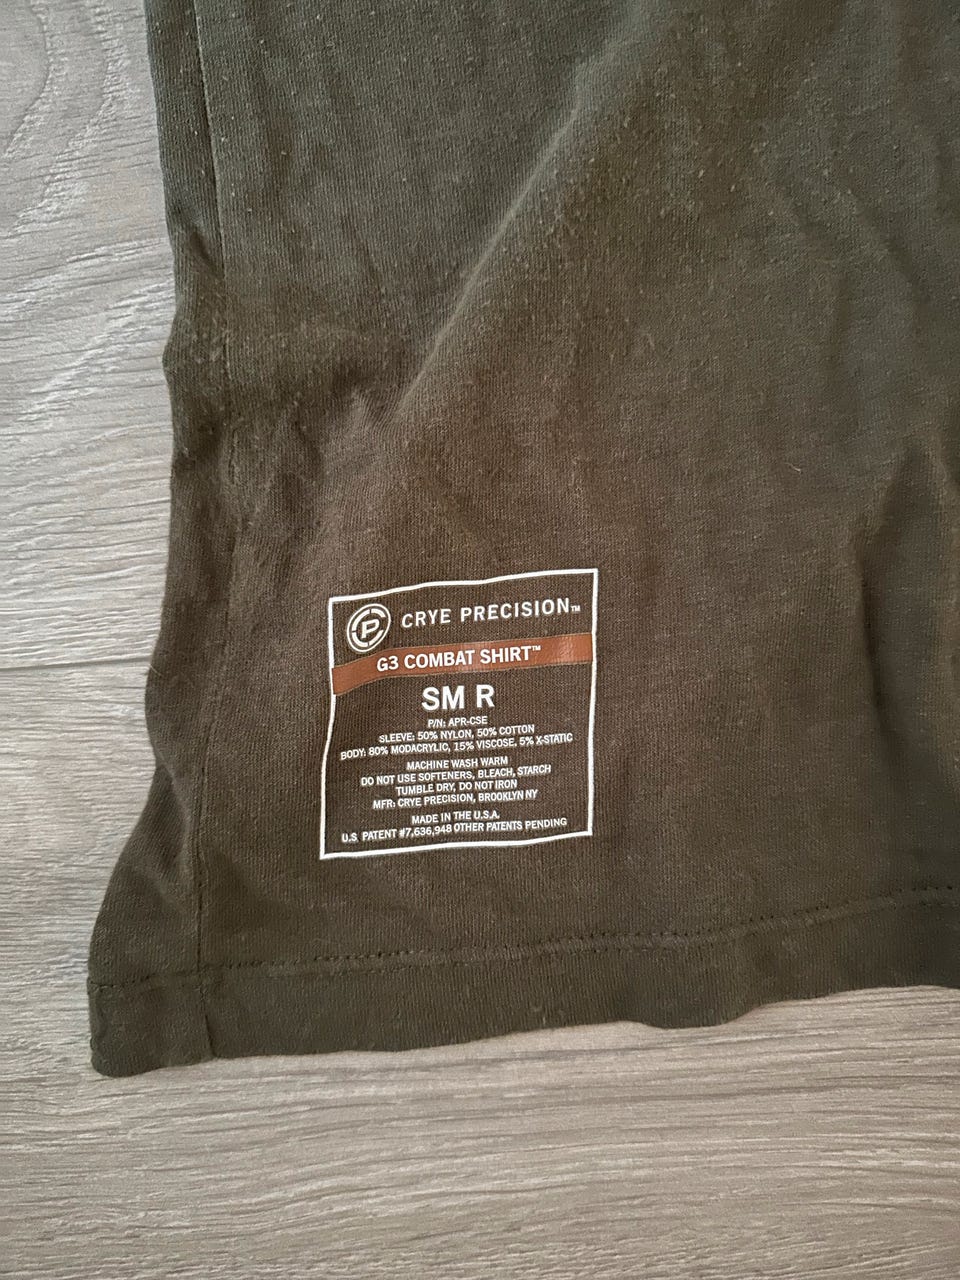 CP CRYE PRECISION™
G3 COMBAT SHIRT™
SM R
P/N: APR-CSE
SLEEVE: 50% NYLON, 50% COTTON
BODY: 80% MODACRYLIC, 15% VISCOSE, 5% X-STATIC
MACHINE WASH WARM
DO NOT USE SOFTENERS, BLEACH, STARCH
TUMBLE DRY, DO NOT IRON
MFR: CRYE PRECISION, BROOKLYN NY
MADE IN THE U.S.A.
U.S. PATENT #7,636,948 OTHER PATENTS PENDING